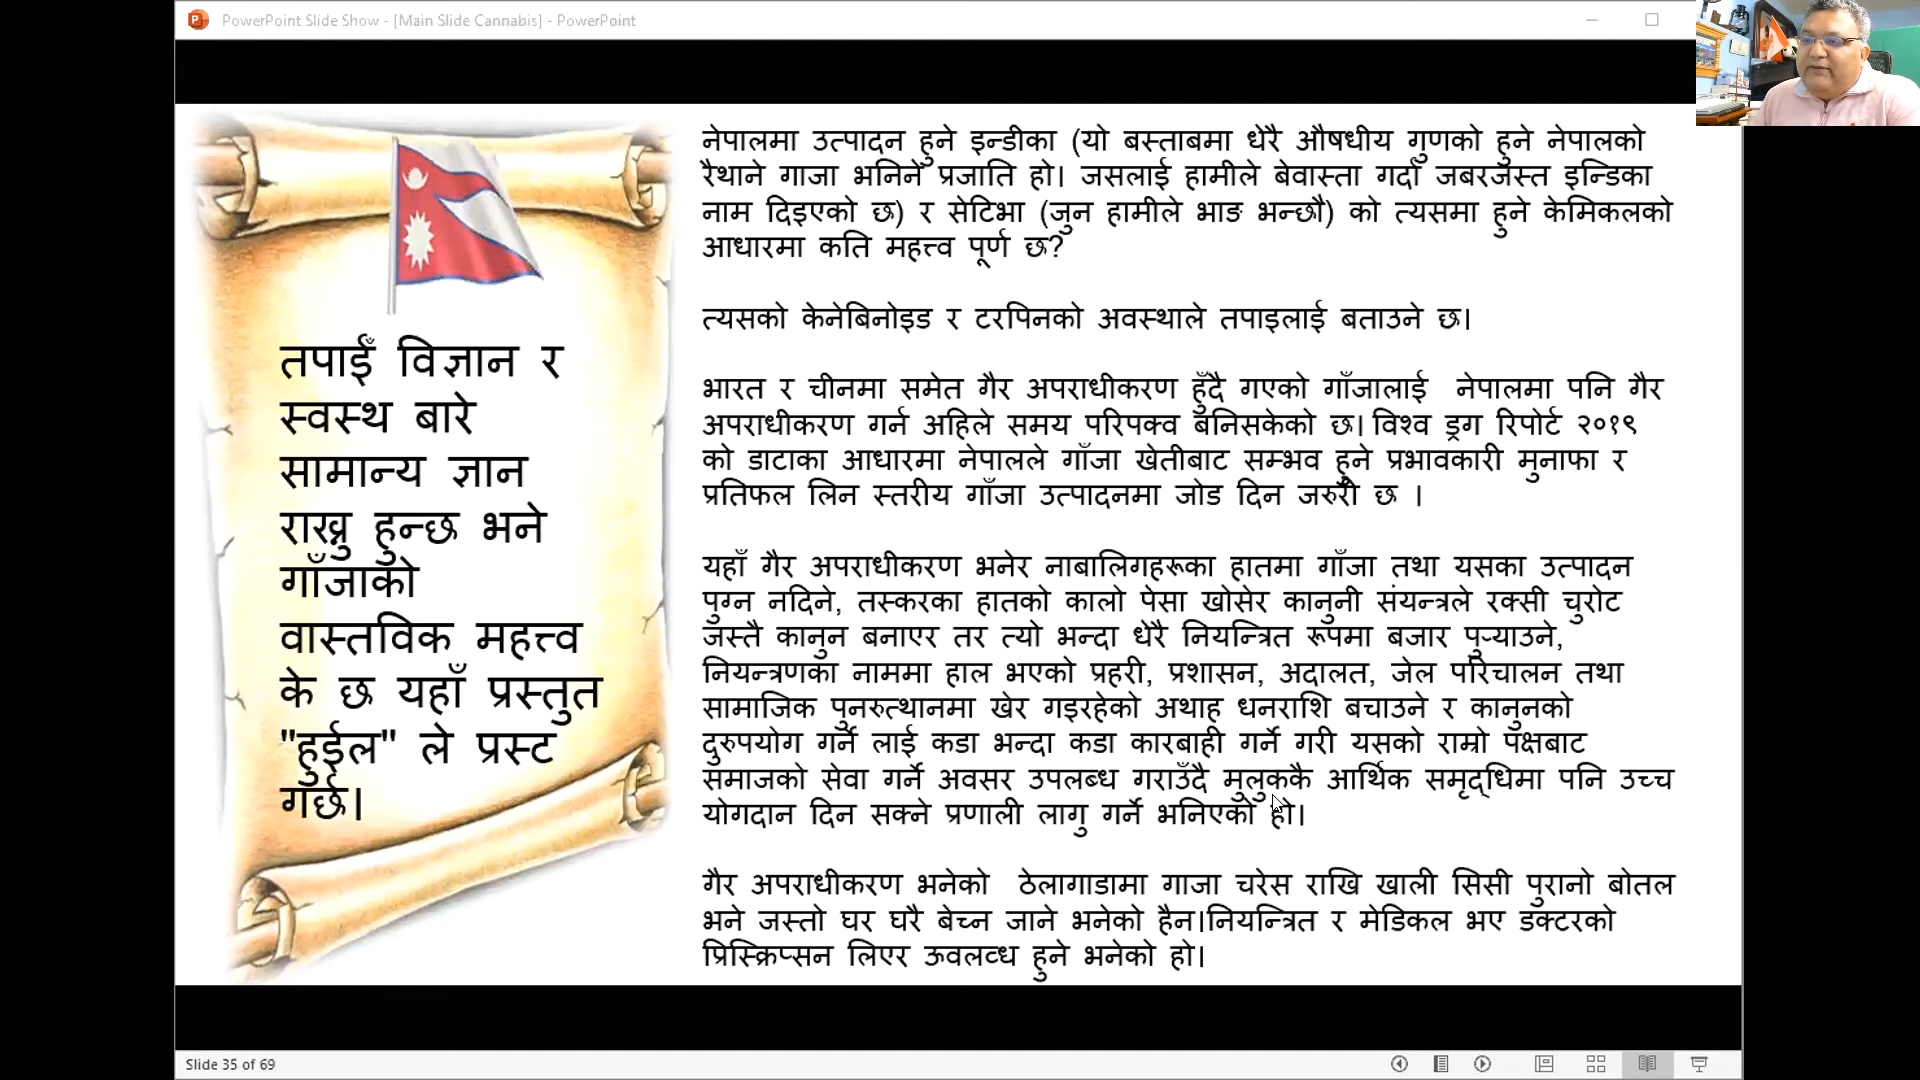 PowerPoint Slide Show - [Main Slide Cannabis] - PowerPoint
तपाईँ विज्ञान र
स्वस्थ बारे
सामान्य ज्ञान
राख्नु हुन्छ भने
गाँजाको
वास्तविक महत्त्व
के छ यहाँ प्रस्तुत
"हुईल" ले प्रस्ट
गर्छ।
नेपालमा उत्पादन हुने इन्डीका (यो बस्ताबमा धेरै औषधीय गुणको हुने नेपालको
रैथाने गाजा भनिने प्रजाति हो। जसलाई हामीले बेवास्ता गर्दा जबरजस्त इन्डिका
नाम दिइएको छ) र सेटिभा (जुन हामीले भाङ भन्छौ) को त्यसमा हुने केमिकलको
आधारमा कति महत्त्व पूर्ण छ?
त्यसको केनेबिनोइड र टरपिनको अवस्थाले तपाइलाई बताउने छ।
भारत र चीनमा समेत गैर अपराधीकरण हुँदै गएको गाँजालाई नेपालमा पनि गैर
अपराधीकरण गर्न अहिले समय परिपक्व बनिसकेको छ। विश्व ड्रग रिपोर्ट २०१९
को डाटाका आधारमा नेपालले गाँजा खेतीबाट सम्भव हुने प्रभावकारी मुनाफा र
प्रतिफल लिन स्तरीय गाँजा उत्पादनमा जोड दिन जरुरी छ ।
यहाँ गैर अपराधीकरण भनेर नाबालिगहरूका हातमा गाँजा तथा यसका उत्पादन
पुग्न नदिने, तस्करका हातको कालो पैसा खोसेर कानुनी संयन्त्रले रक्सी चुरोट
जस्तै कानुन बनाएर तर त्यो भन्दा धेरै नियन्त्रित रूपमा बजार पुऱ्याउने,
नियन्त्रणका नाममा हाल भएको प्रहरी, प्रशासन, अदालत, जेल परिचालन तथा
सामाजिक पुनरुत्थानमा खेर गइरहेको अथाह धनराशि बचाउने र कानुनको
दुरुपयोग गर्ने लाई कडा भन्दा कडा कारबाही गर्ने गरी यसको राम्रो पक्षबाट
समाजको सेवा गर्ने अवसर उपलब्ध गराउँदै मुलुककै आर्थिक समृद्धिमा पनि उच्च
योगदान दिन सक्ने प्रणाली लागु गर्ने भनिएको हो।
गैर अपराधीकरण भनेको ठेलागाडामा गाजा चरेस राखि खाली सिसी पुरानो बोतल
भने जस्तो घर घरै बेच्न जाने भनेको हैन।नियन्त्रित र मेडिकल भए डक्टरको
प्रिस्क्रिप्सन लिएर ऊवलव्ध हुने भनेको हो।
Slide 35 of 69